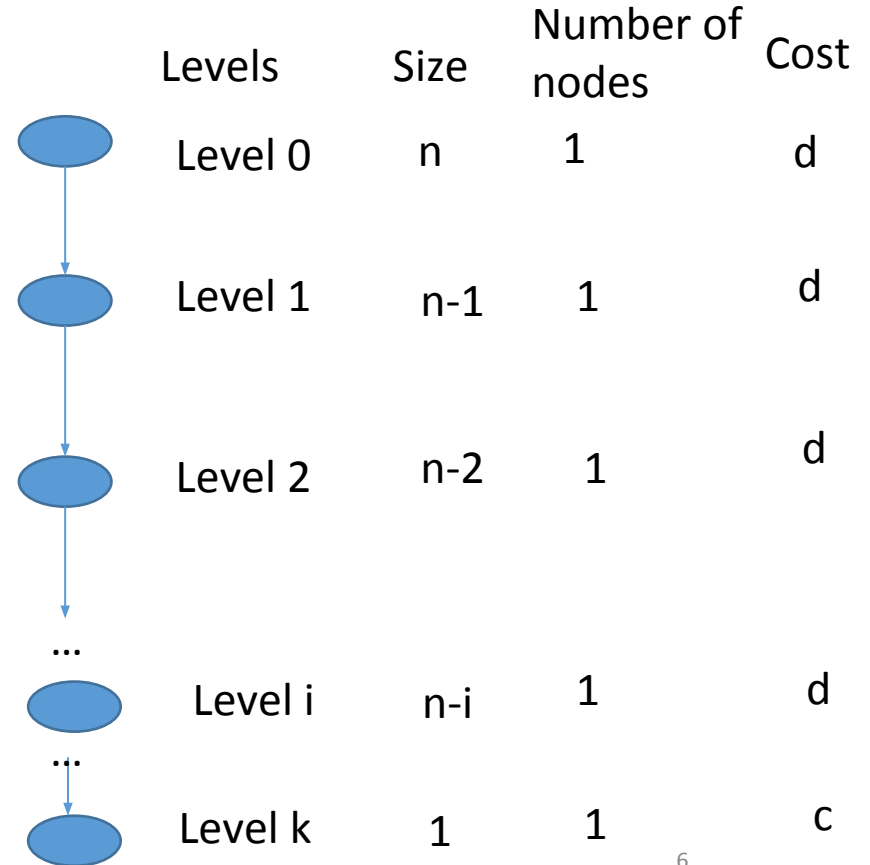 Levels Size Number of nodes Cost
Level 0 n 1 d
Level 1 n-1 1 d
Level 2 n-2 1 d
...
Level i n-i 1 d
...
Level k 1 1 c
6